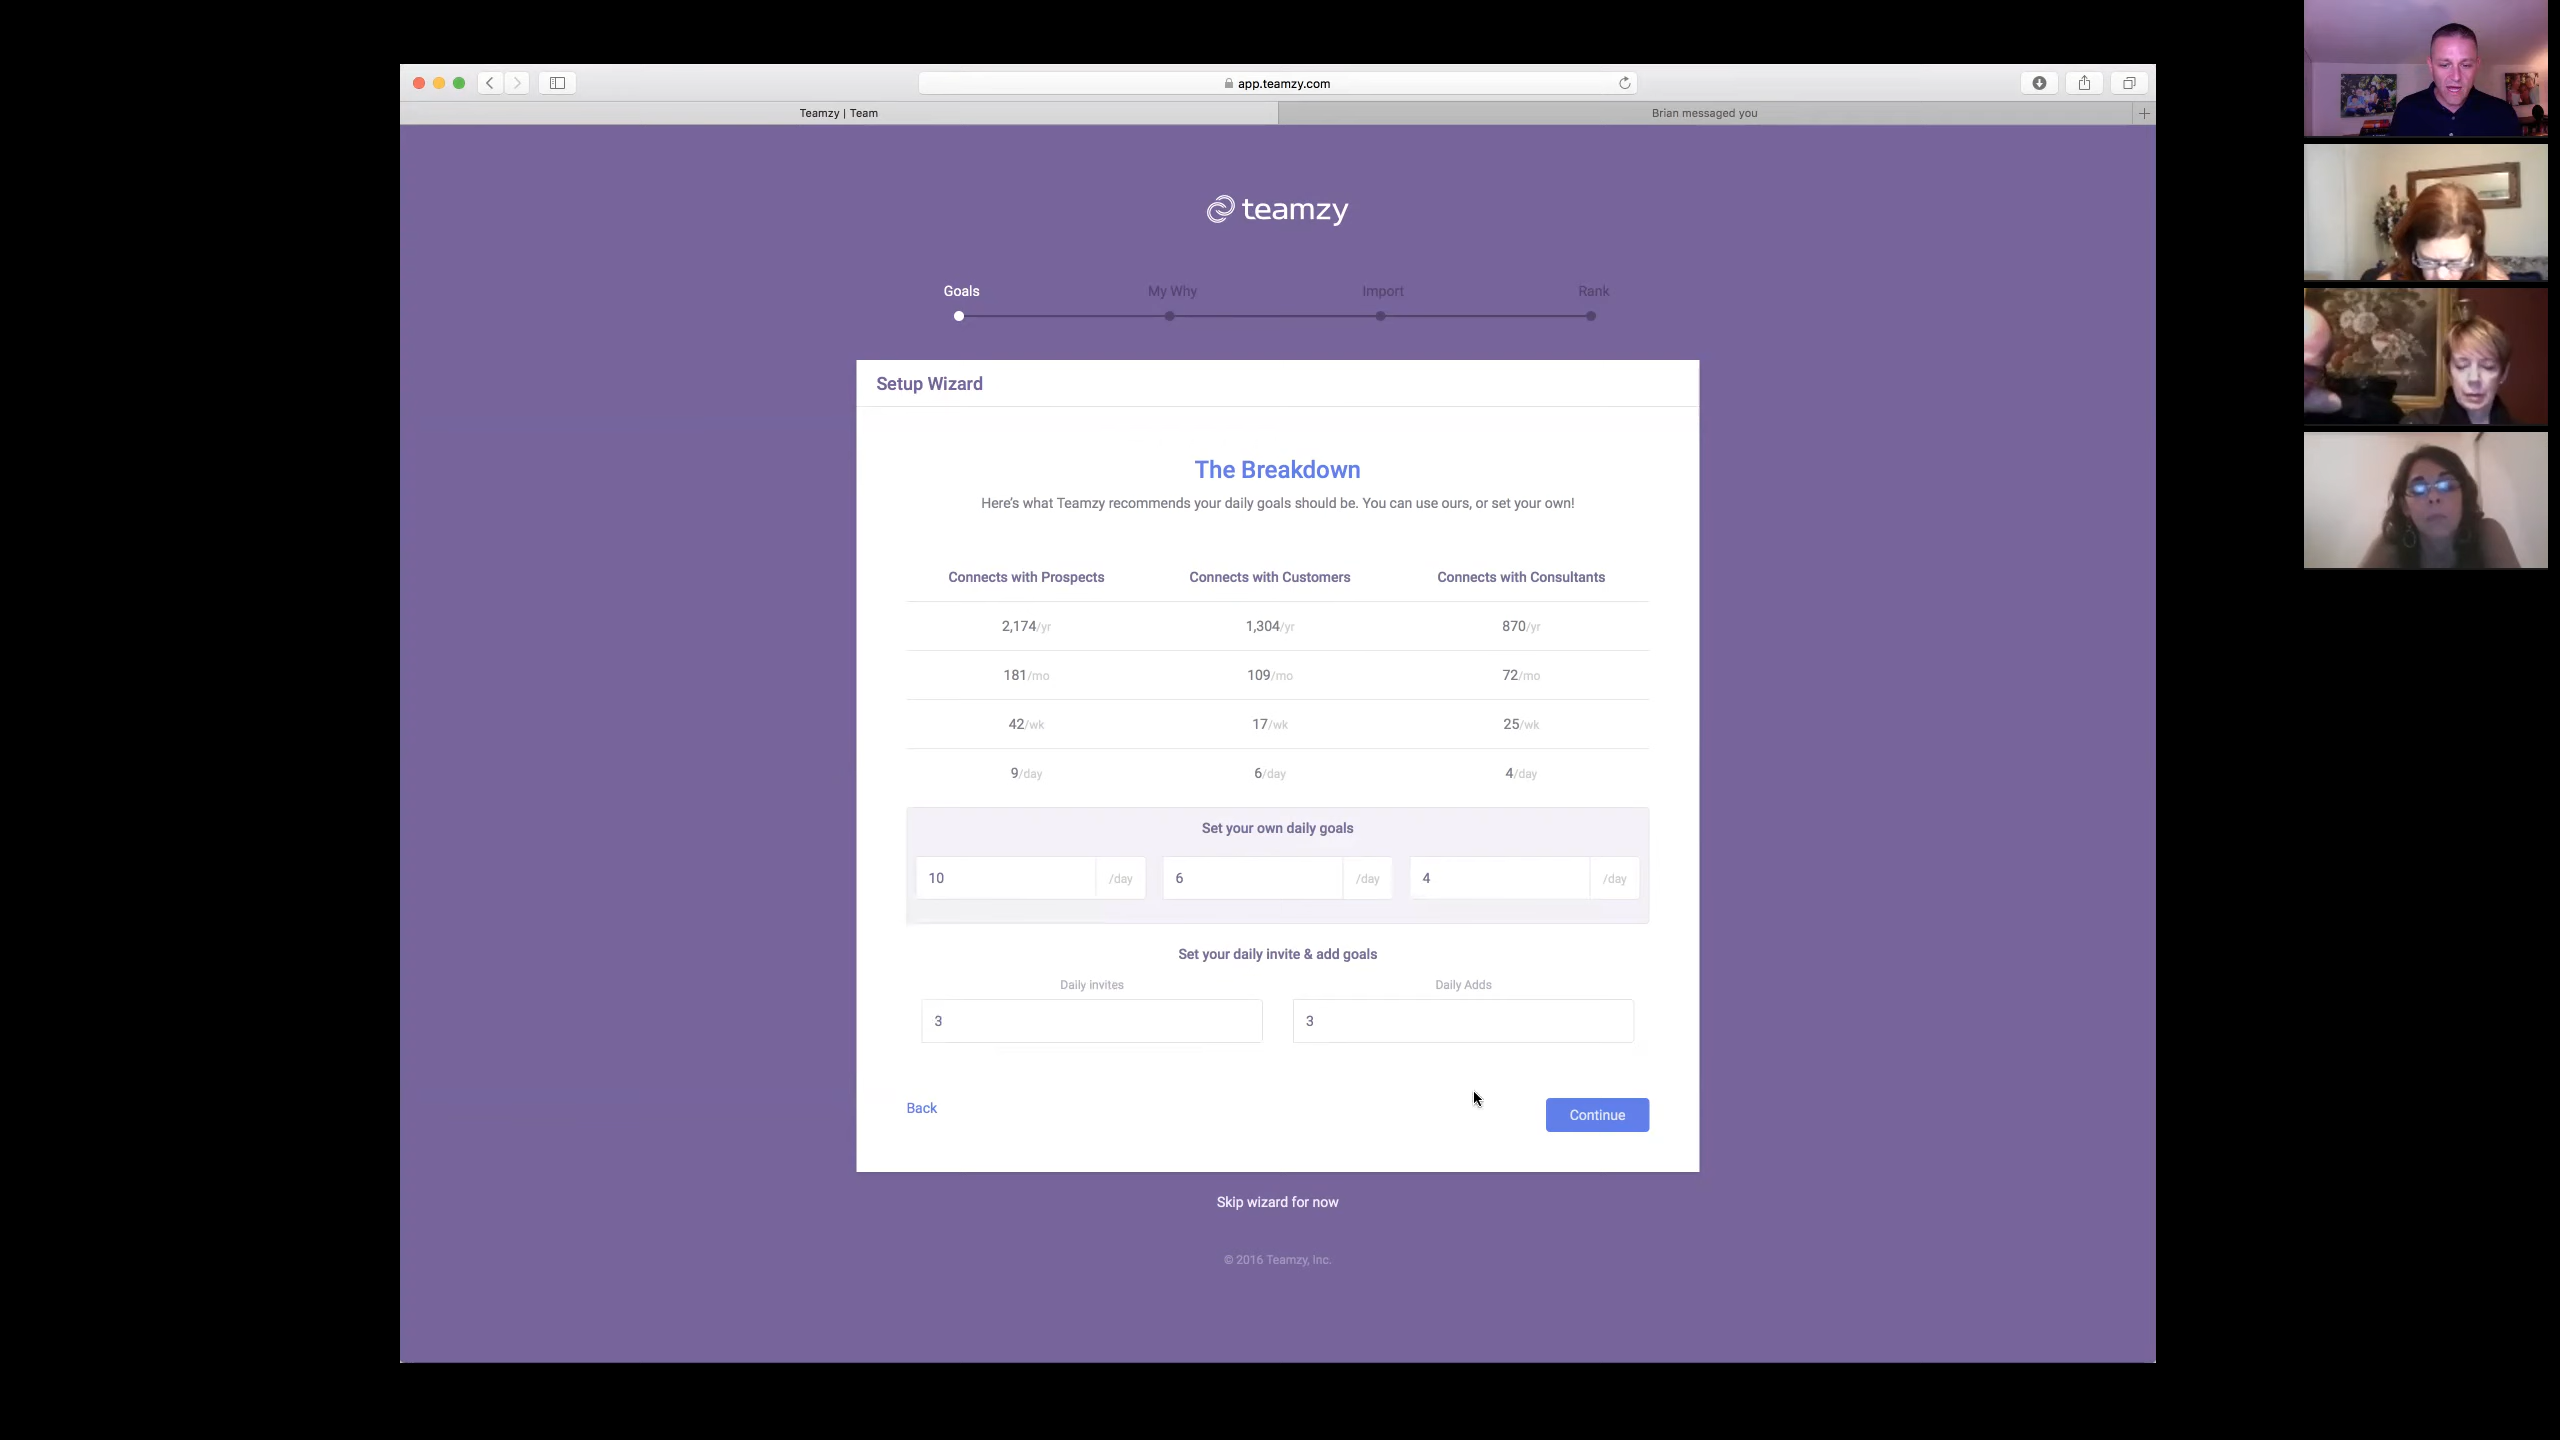 app.teamzy.com
Teamzy | Team
Brian messaged you
teamzy
Goals
My Why
Import
Rank
Setup Wizard
The Breakdown
Here's what Teamzy recommends your daily goals should be. You can use ours, or set your own!
Connects with Prospects
Connects with Customers
Connects with Consultants
2,174/yr
1,304/yr
870/yr
181/mo
109/mo
72/mo
42/wk
17/wk
25/wk
9/day
6/day
4/day
Set your own daily goals
10 /day
6 /day
4 /day
Set your daily invite & add goals
Daily invites
Daily Adds
3
3
Back
Continue
Skip wizard for now
© 2016 Teamzy, Inc.